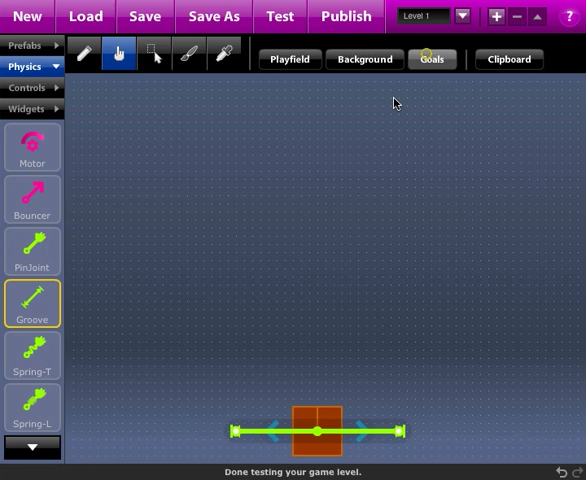 New Load Save Save As Test Publish Level 1 + − ?
Prefabs
Physics
Controls
Widgets
Playfield Background Goals Clipboard
Motor
Bouncer
PinJoint
Groove
Spring-T
Spring-L
Done testing your game level.